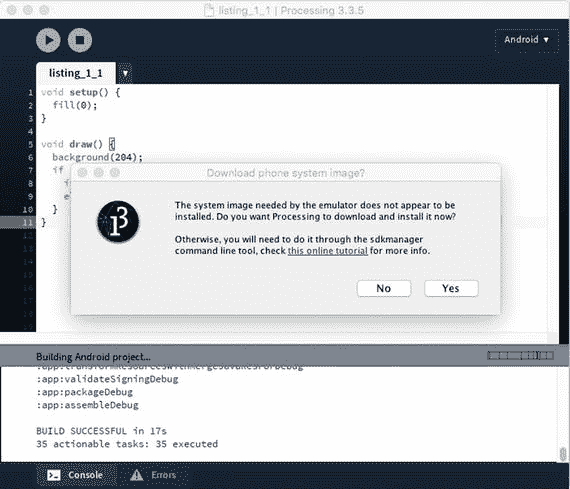 listing_1_1 | Processing 3.3.5
Android ▼
listing_1_1 ▼
1 void setup() {
2 fill(0);
3 }
4
5 void draw() {
6 background(204);
7 if
8 i
9 e
10 }
11 }
Download phone system image?
The system image needed by the emulator does not appear to be
installed. Do you want Processing to download and install it now?
Otherwise, you will need to do it through the sdkmanager
command line tool, check this online tutorial for more info.
No Yes
Building Android project...
:app:validateSigningDebug
:app:packageDebug
:app:assembleDebug
BUILD SUCCESSFUL in 17s
35 actionable tasks: 35 executed
Console Errors